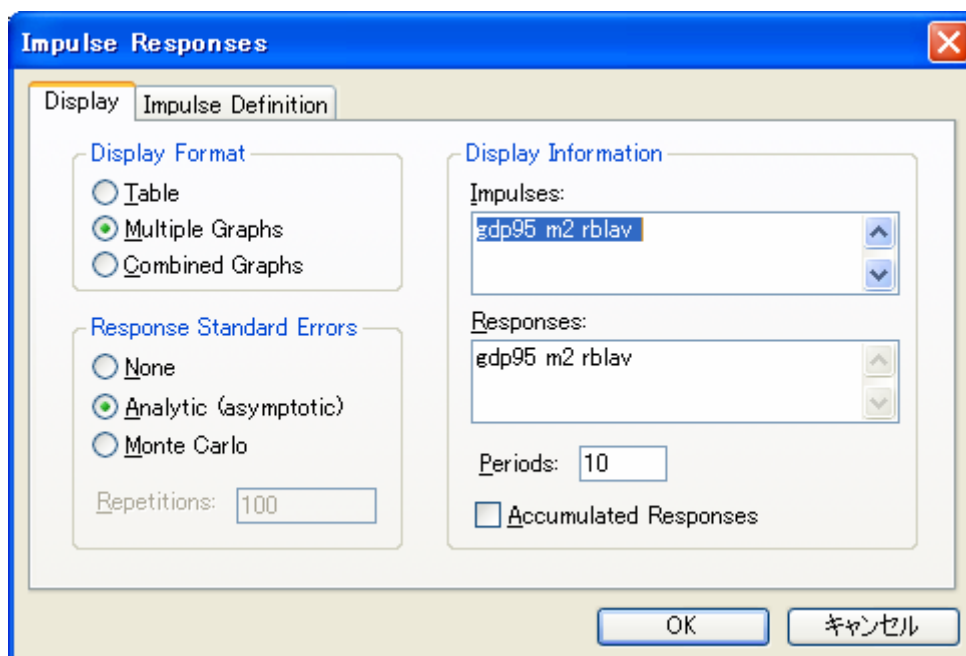 Impulse Responses
Display
Impulse Definition
Display Format
Table
Multiple Graphs
Combined Graphs
Response Standard Errors
None
Analytic (asymptotic)
Monte Carlo
Repetitions: 100
Display Information
Impulses:
gdp95 m2 rblav
Responses:
gdp95 m2 rblav
Periods: 10
Accumulated Responses
OK
キャンセル